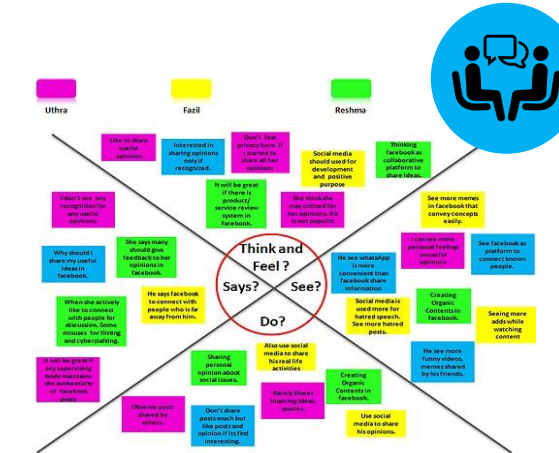 Uthra
Fazil
Reshma
Like to share
useful
opinions
Interested in
sharing opinions
only if
recognized.
Don't feel
privacy here, if
I started to
share all her
opinions
Social media
should used for
development
and positive
purpose
Thinking
facebook as
collaborative
platform to
share ideas.
It will be great
if there is
product/
service review
system in
Facebook.
She think she
may critized for
her opinions. If it
is not populist
I don't see any
recognition for
any useful
opinions.
Why should I
share my useful
ideas in
facebook.
She says many
should give
feedback to her
opinions in
facebook.
When she actively
like to connect
with people for
discussion. Some
misuses for flirting
and cyberstalking.
He says facebook
to connect with
people who is far
away from him.
It will be great if
any supervising
body maintains
the authenticity
of facebook
posts
Think and
Feel ?
Says?
See?
Do?
See more memes
in facebook that
convey concepts
easily.
I can see more
personal feelings
unuseful
opinions
See facebook as
platform to
connect known
people.
He see whatsApp
is more
convenient than
facebook share
information
Social media is
used more for
hatred speech.
See more hatred
posts.
Creating
Organic
Contents in
facebook.
Seeing more
adds while
watching
content
He see more
funny videos,
memes shared
by his friends.
Sharing
personal
opinion about
social issues.
Also use social
media to share
his real life
activities
Observe posts
shared by
others
Don't share
posts much but
like posts and
opinion if its find
interesting.
Rarely Shares
inspiring ideas,
quotes.
Creating
Organic
Contents in
facebook.
Use social
media to share
his opinions.